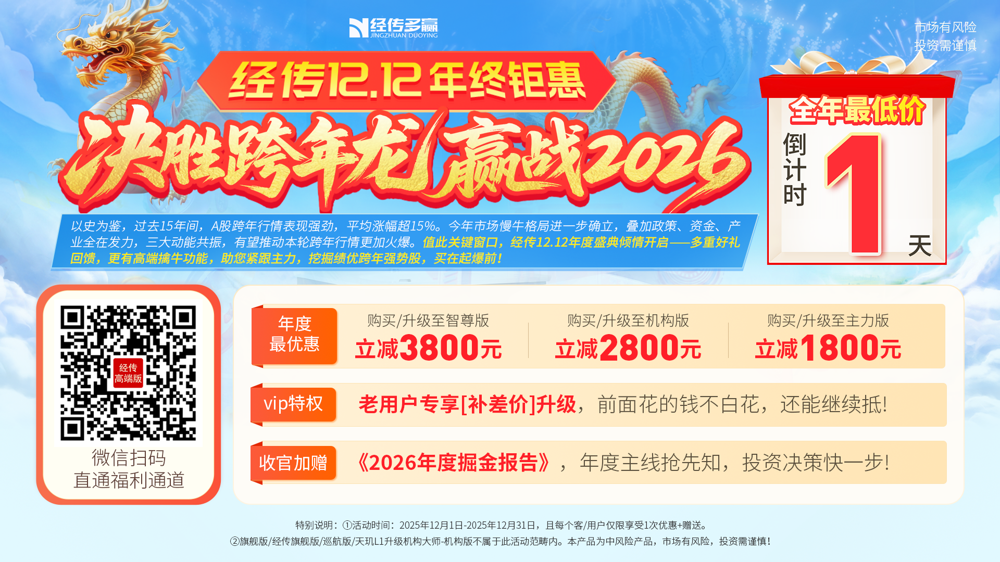 经传多赢
JINGZHUAN DUOYING
市场有风险
投资需谨慎
经传12.12年终钜惠
决胜跨年龙 赢战2026
全年最低价
倒计时
1
天
以史为鉴，过去15年间，A股跨年行情表现强劲，平均涨幅超15%。今年市场慢牛格局进一步确立，叠加政策、资金、产
业全在发力，三大动能共振，有望推动本轮跨年行情更加火爆。值此关键窗口，经传12.12年度盛典倾情开启——多重好礼
回馈，更有高端擒牛功能，助您紧跟主力，挖掘绩优跨年强势股，买在起爆前！
经传
高端版
微信扫码
直通福利通道
年度
最优惠
购买/升级至智尊版
立减3800元
购买/升级至机构版
立减2800元
购买/升级至主力版
立减1800元
vip特权
老用户专享[补差价]升级，前面花的钱不白花，还能继续抵!
收官加赠
《2026年度掘金报告》，年度主线抢先知，投资决策快一步!
特别说明：①活动时间：2025年12月1日-2025年12月31日，且每个客/用户仅限享受1次优惠+赠送。
②旗舰版/经传旗舰版/巡航版/天玑L1升级机构大师-机构版不属于此活动范畴内。本产品为中风险产品，市场有风险，投资需谨慎！